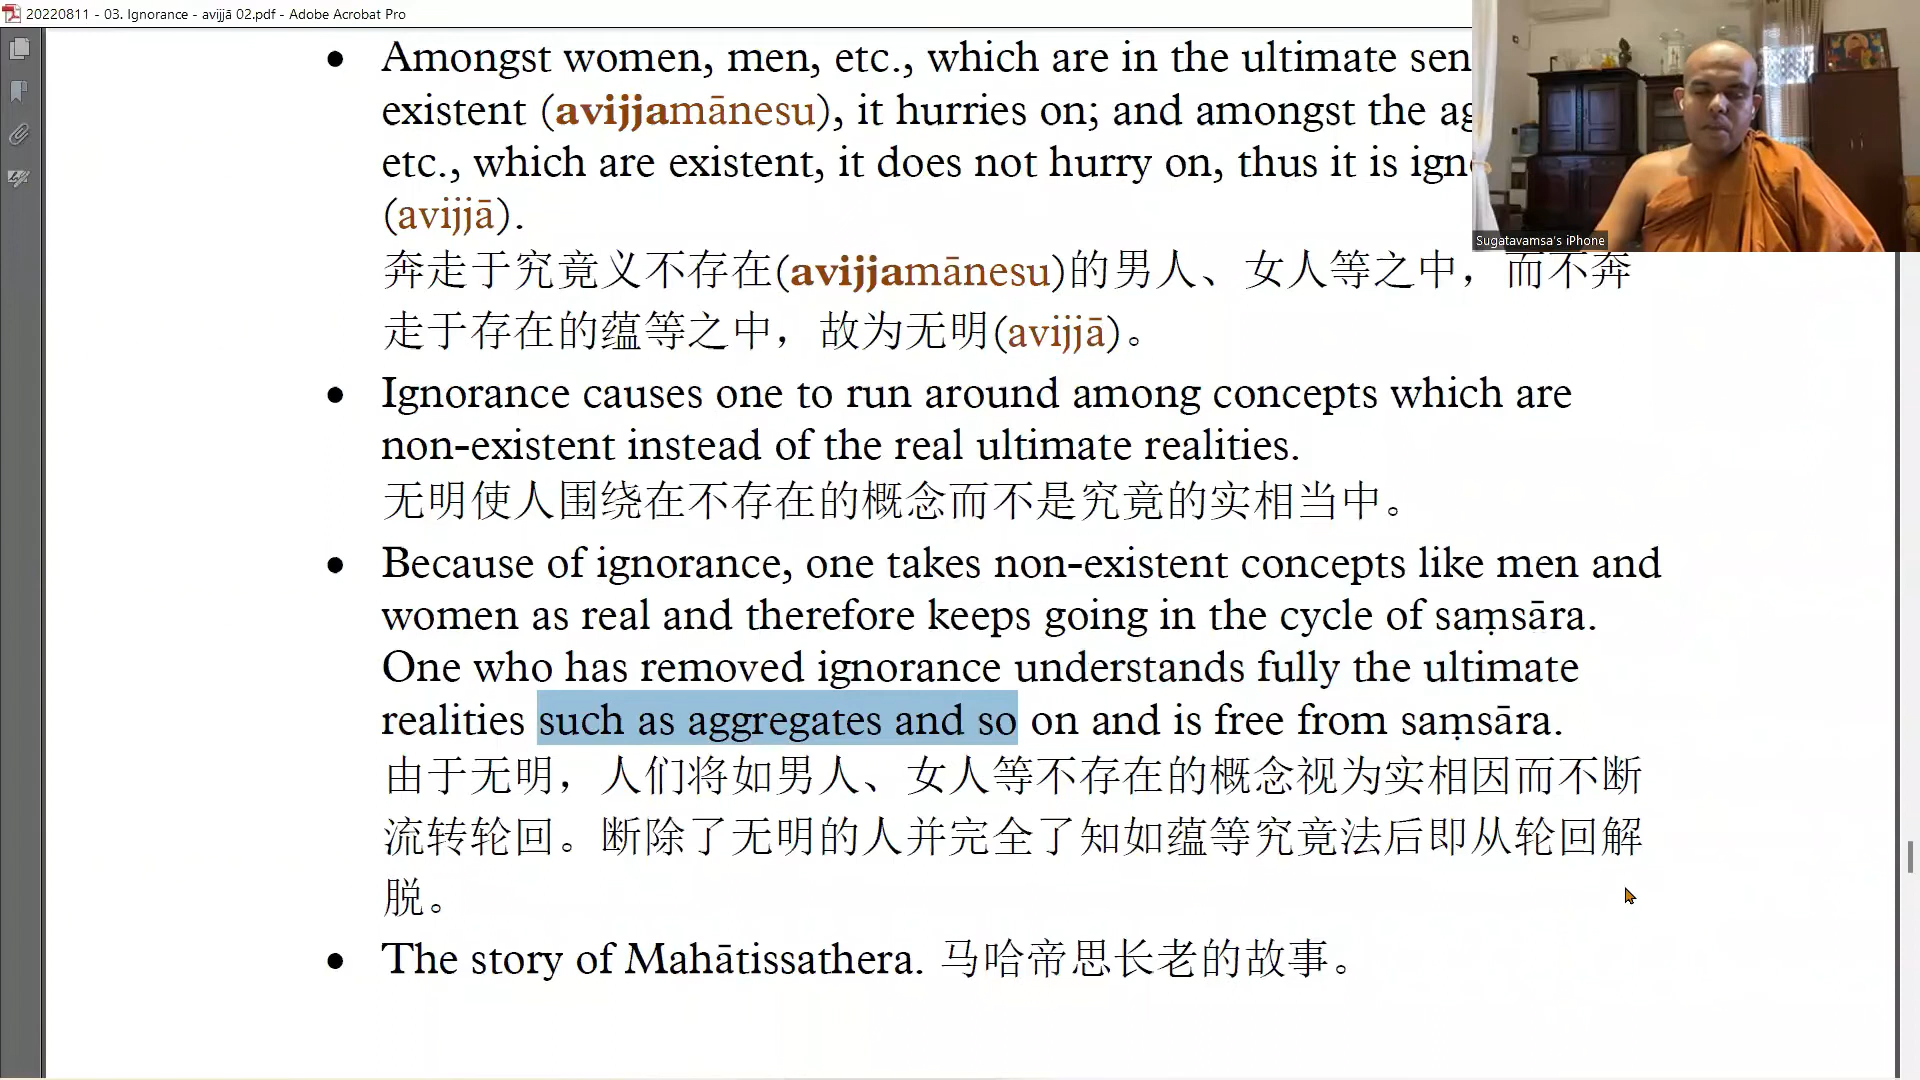 20220811 - 03. Ignorance - avijjā 02.pdf - Adobe Acrobat Pro
• Amongst women, men, etc., which are in the ultimate sen
existent (avijjamānesu), it hurries on; and amongst the ag
etc., which are existent, it does not hurry on, thus it is ign
(avijjā).
Sugatavamsa's iPhone
奔走于究竟义不存在(avijjamānesu)的男人、女人等之中，而不奔
走于存在的蕴等之中，故为无明(avijjā)。
• Ignorance causes one to run around among concepts which are
non-existent instead of the real ultimate realities.
无明使人围绕在不存在的概念而不是究竟的实相当中。
• Because of ignorance, one takes non-existent concepts like men and
women as real and therefore keeps going in the cycle of saṃsāra.
One who has removed ignorance understands fully the ultimate
realities such as aggregates and so on and is free from saṃsāra.
由于无明，人们将如男人、女人等不存在的概念视为实相因而不断
流转轮回。断除了无明的人并完全了知如蕴等究竟法后即从轮回解
脱。
• The story of Mahātissathera. 马哈帝思长老的故事。